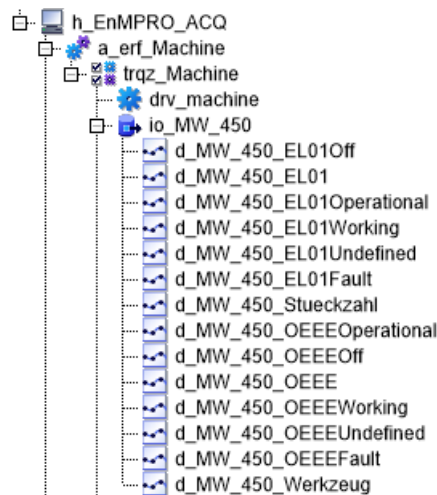 h_EnMPRO_ACQ
a_erf_Machine
trqz_Machine
drv_machine
io_MW_450
d_MW_450_EL01Off
d_MW_450_EL01
d_MW_450_EL01Operational
d_MW_450_EL01Working
d_MW_450_EL01Undefined
d_MW_450_EL01Fault
d_MW_450_Stueckzahl
d_MW_450_OEEEOperational
d_MW_450_OEEEOff
d_MW_450_OEEE
d_MW_450_OEEEWorking
d_MW_450_OEEEUndefined
d_MW_450_OEEEFault
d_MW_450_Werkzeug